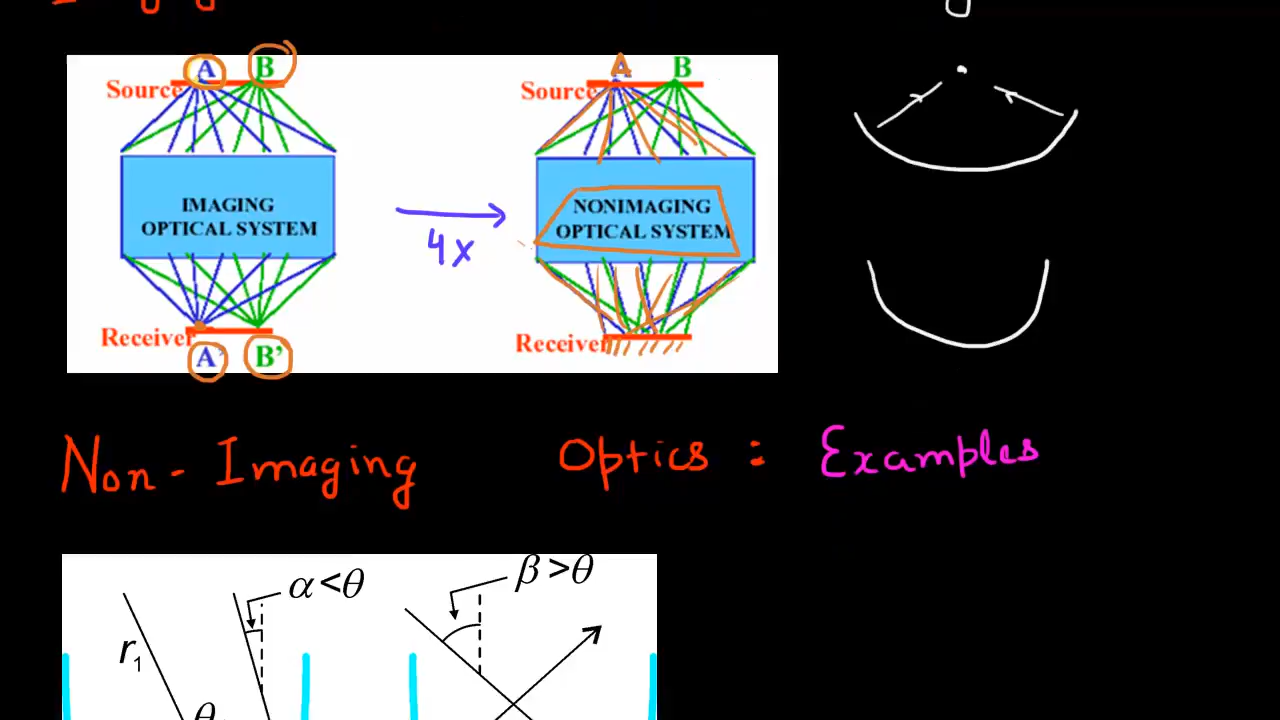 A B
Source
IMAGING
OPTICAL SYSTEM
Receiver
A' B'
4x
A B
Source
NONIMAGING
OPTICAL SYSTEM
Receiver
Non-Imaging Optics : Examples
α<θ
β>θ
r1
θ